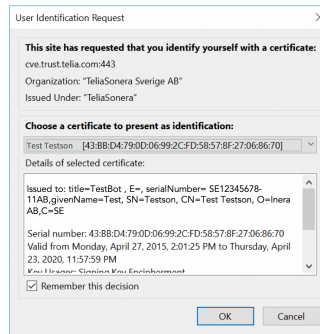 User Identification Request
This site has requested that you identify yourself with a certificate:
cve.trust.telia.com:443
Organization: "TeliaSonera Sverige AB"
Issued Under: "TeliaSonera"
Choose a certificate to present as identification:
Test Testson [43:BB:D4:79:0D:06:99:2C:FD:58:57:8F:27:06:86:70]
Details of selected certificate:
Issued to: title=TestBot , E=, serialNumber= SE12345678-
11AB,givenName=Test, SN=Testson, CN=Test Testson, O=Inera
AB,C=SE
Serial number: 43:BB:D4:79:0D:06:99:2C:FD:58:57:8F:27:06:86:70
Valid from Monday, April 27, 2015, 2:01:25 PM to Thursday, April
23, 2020, 11:57:59 PM
Key Usages: Signing,Key Encipherment
Remember this decision
OK Cancel